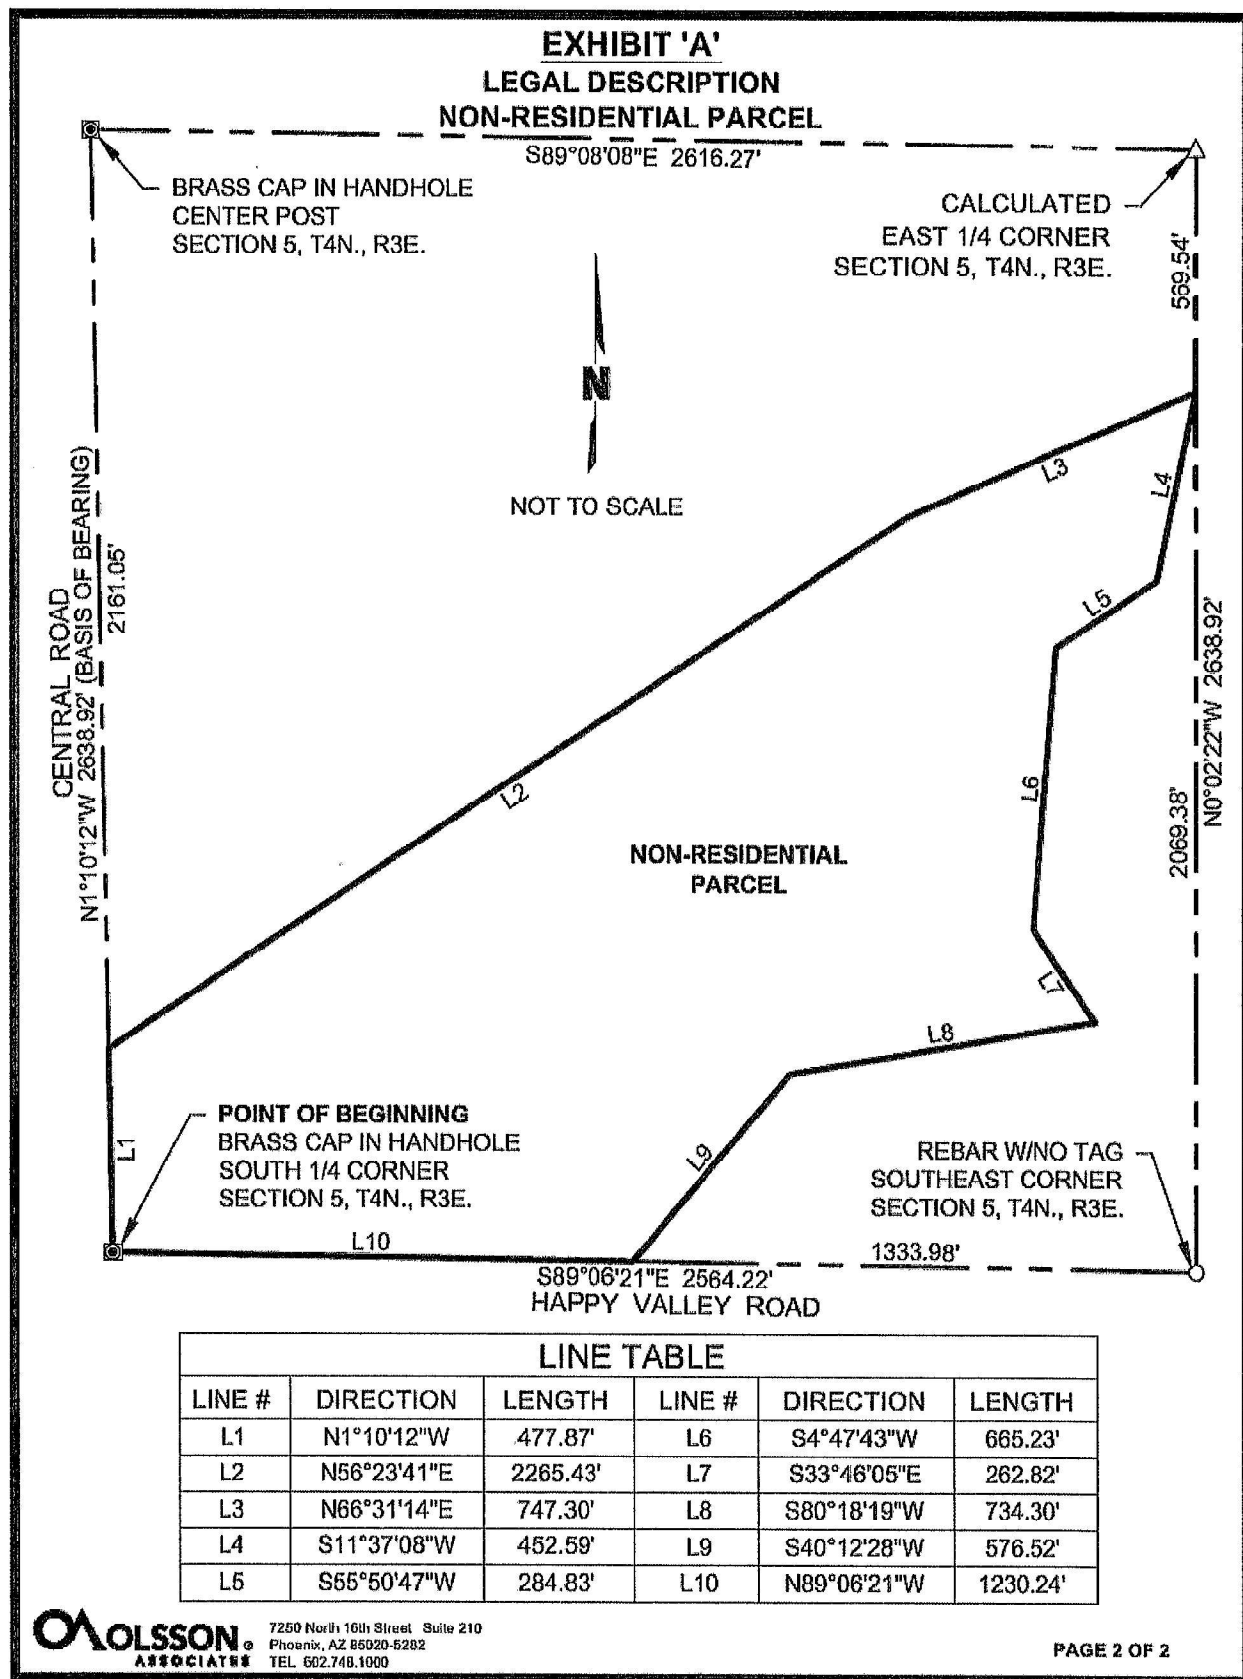 EXHIBIT 'A'
LEGAL DESCRIPTION
NON-RESIDENTIAL PARCEL
S89°08'08"E 2616.27'
BRASS CAP IN HANDHOLE
CENTER POST
SECTION 5, T4N., R3E.
CALCULATED
EAST 1/4 CORNER
SECTION 5, T4N., R3E.
569.54'
N
NOT TO SCALE
L3
L4
L5
CENTRAL ROAD
N1°10'12"W 2638.92' (BASIS OF BEARING)
2161.05'
L2
L6
N0°02'22"W 2638.92'
2069.38'
NON-RESIDENTIAL
PARCEL
L7
L8
L1
POINT OF BEGINNING
BRASS CAP IN HANDHOLE
SOUTH 1/4 CORNER
SECTION 5, T4N., R3E.
L9
REBAR W/NO TAG
SOUTHEAST CORNER
SECTION 5, T4N., R3E.
L10
1333.98'
S89°06'21"E 2564.22'
HAPPY VALLEY ROAD
LINE TABLE
LINE # DIRECTION LENGTH LINE # DIRECTION LENGTH
L1 N1°10'12"W 477.87' L6 S4°47'43"W 665.23'
L2 N56°23'41"E 2265.43' L7 S33°46'05"E 262.82'
L3 N66°31'14"E 747.30' L8 S80°18'19"W 734.30'
L4 S11°37'08"W 452.59' L9 S40°12'28"W 576.52'
L5 S55°50'47"W 284.83' L10 N89°06'21"W 1230.24'
OLSSON ®
ASSOCIATES
7250 North 16th Street Suite 210
Phoenix, AZ 85020-5282
TEL 602.748.1000
PAGE 2 OF 2